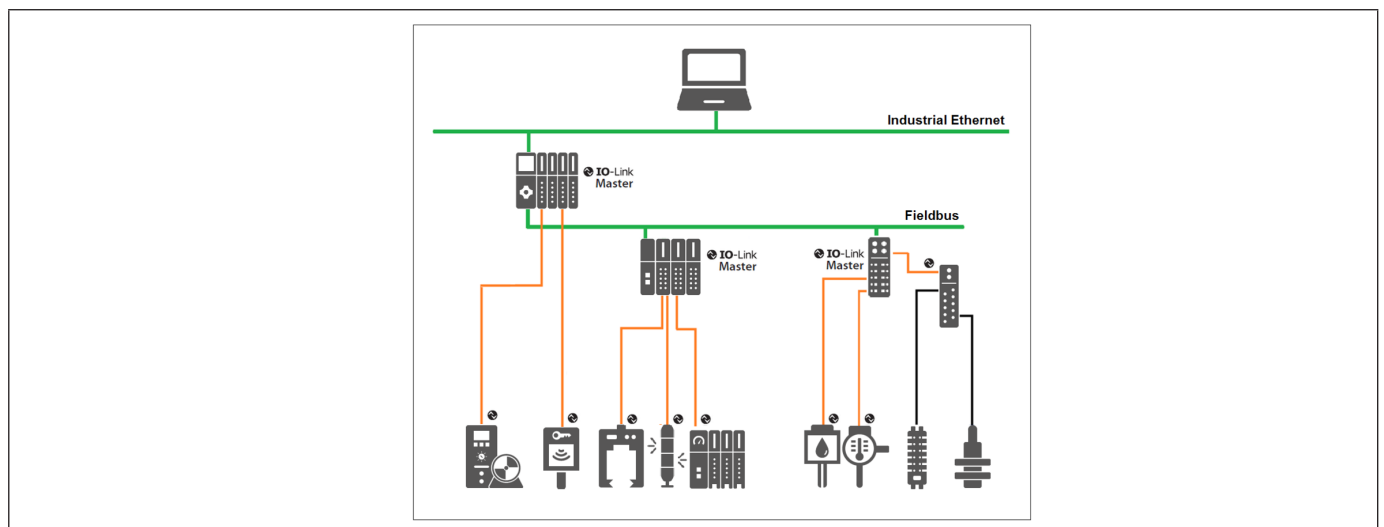 Industrial Ethernet
IO-Link
Master
Fieldbus
IO-Link
Master
IO-Link
Master